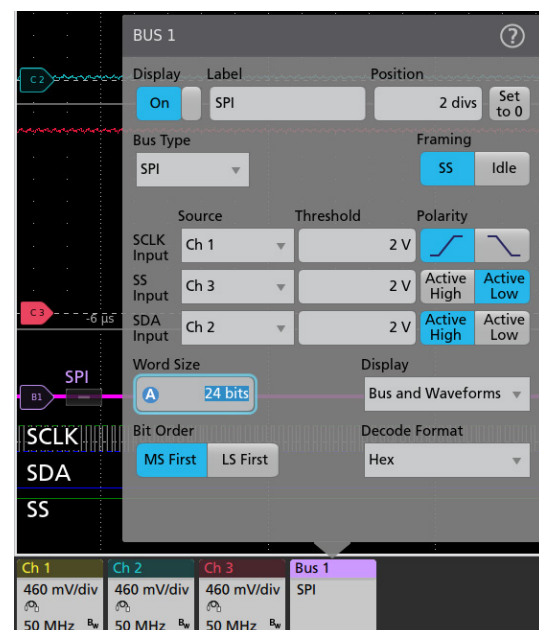 BUS 1
?
C 2
Display Label Position
On SPI 2 divs Set to 0
Bus Type Framing
SPI SS Idle
Source Threshold Polarity
SCLK Input Ch 1 2 V
SS Input Ch 3 2 V Active High Active Low
C 3
-6 µs
SDA Input Ch 2 2 V Active High Active Low
Word Size Display
SPI
B1
A 24 bits Bus and Waveforms
Bit Order Decode Format
SCLK
MS First LS First Hex
SDA
SS
Ch 1 Ch 2 Ch 3 Bus 1
460 mV/div 460 mV/div 460 mV/div SPI
50 MHz Bw 50 MHz Bw 50 MHz Bw